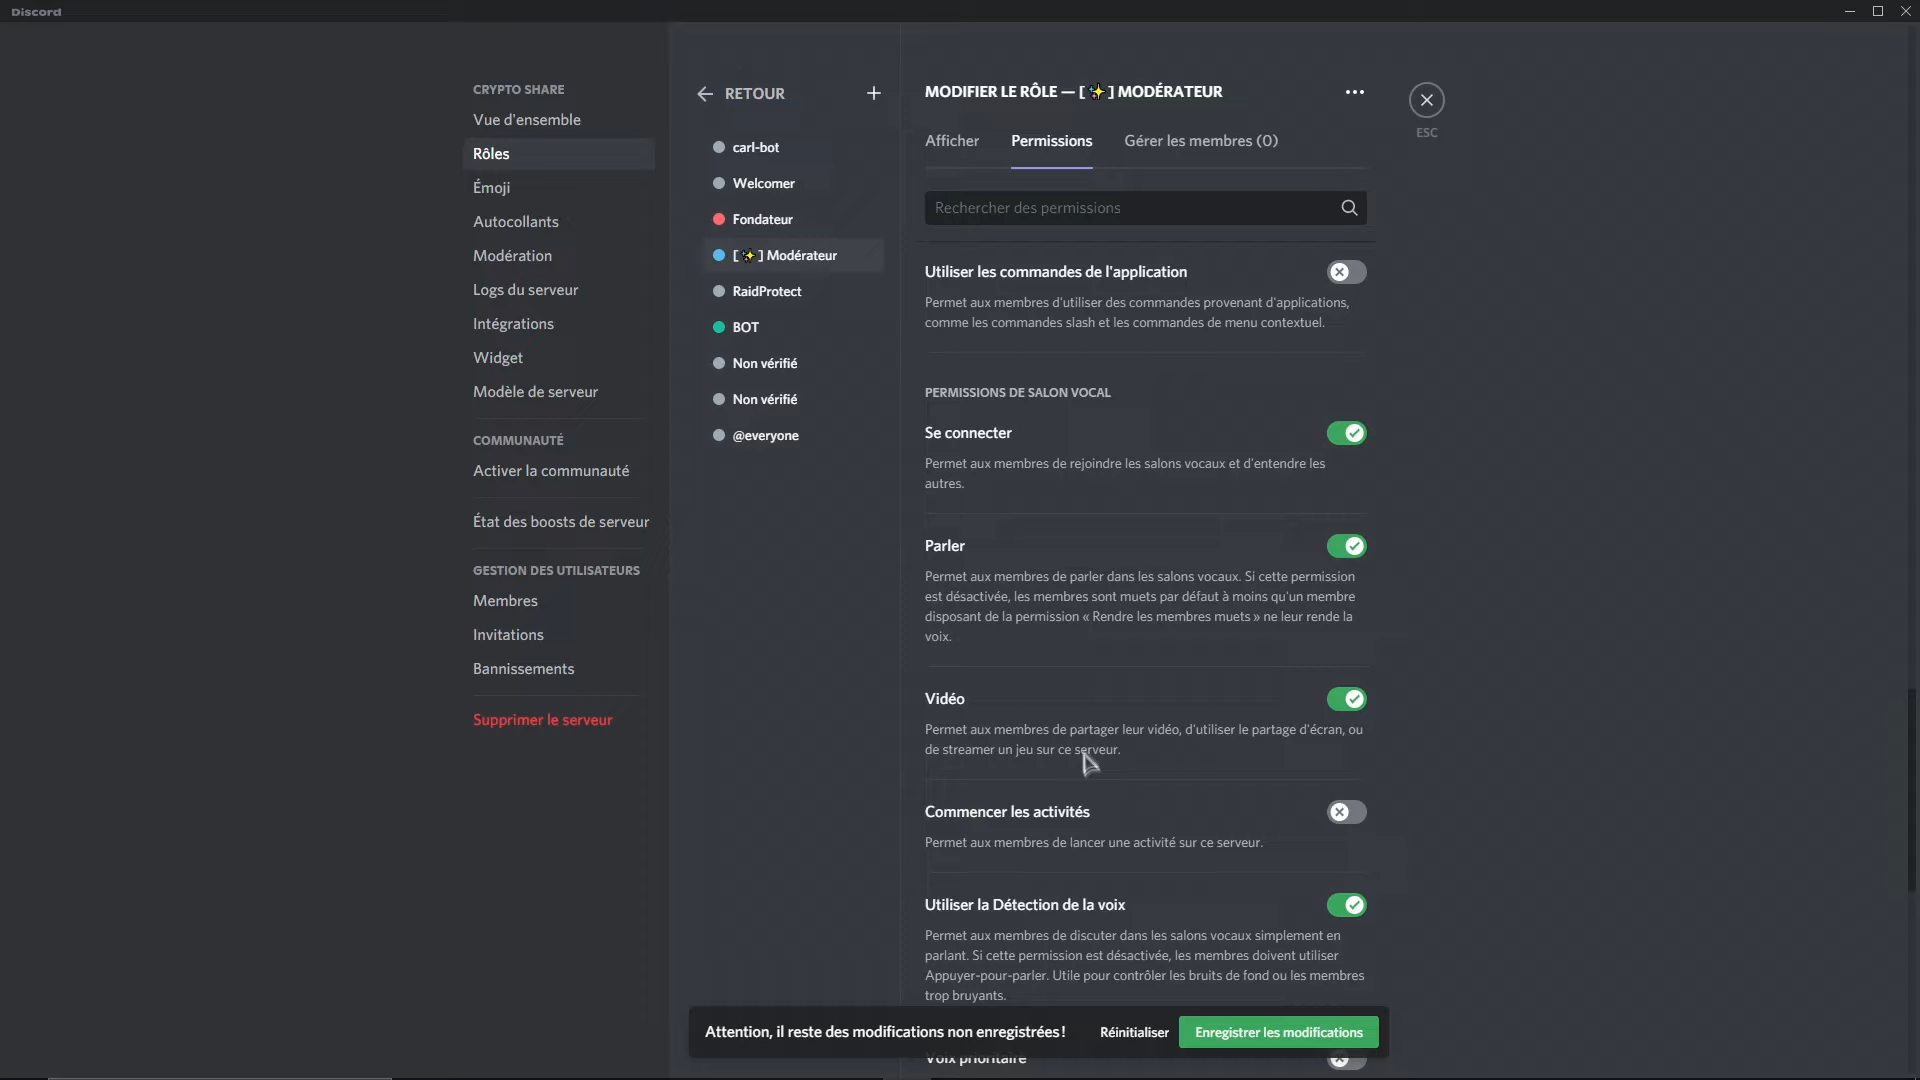 Discord
CRYPTO SHARE
Vue d'ensemble
Rôles
Émoji
Autocollants
Modération
Logs du serveur
Intégrations
Widget
Modèle de serveur
COMMUNAUTÉ
Activer la communauté
État des boosts de serveur
GESTION DES UTILISATEURS
Membres
Invitations
Bannissements
Supprimer le serveur
RETOUR
carl-bot
Welcomer
Fondateur
[ ✨ ] Modérateur
RaidProtect
BOT
Non vérifié
Non vérifié
@everyone
MODIFIER LE RÔLE — [ ✨ ] MODÉRATEUR
ESC
Afficher Permissions Gérer les membres (0)
Rechercher des permissions
Utiliser les commandes de l'application
Permet aux membres d'utiliser des commandes provenant d'applications,
comme les commandes slash et les commandes de menu contextuel.
PERMISSIONS DE SALON VOCAL
Se connecter
Permet aux membres de rejoindre les salons vocaux et d'entendre les
autres.
Parler
Permet aux membres de parler dans les salons vocaux. Si cette permission
est désactivée, les membres sont muets par défaut à moins qu'un membre
disposant de la permission « Rendre les membres muets » ne leur rende la
voix.
Vidéo
Permet aux membres de partager leur vidéo, d'utiliser le partage d'écran, ou
de streamer un jeu sur ce serveur.
Commencer les activités
Permet aux membres de lancer une activité sur ce serveur.
Utiliser la Détection de la voix
Permet aux membres de discuter dans les salons vocaux simplement en
parlant. Si cette permission est désactivée, les membres doivent utiliser
Appuyer-pour-parler. Utile pour contrôler les bruits de fond ou les membres
trop bruyants.
Attention, il reste des modifications non enregistrées ! Réinitialiser Enregistrer les modifications
Voix prioritaire